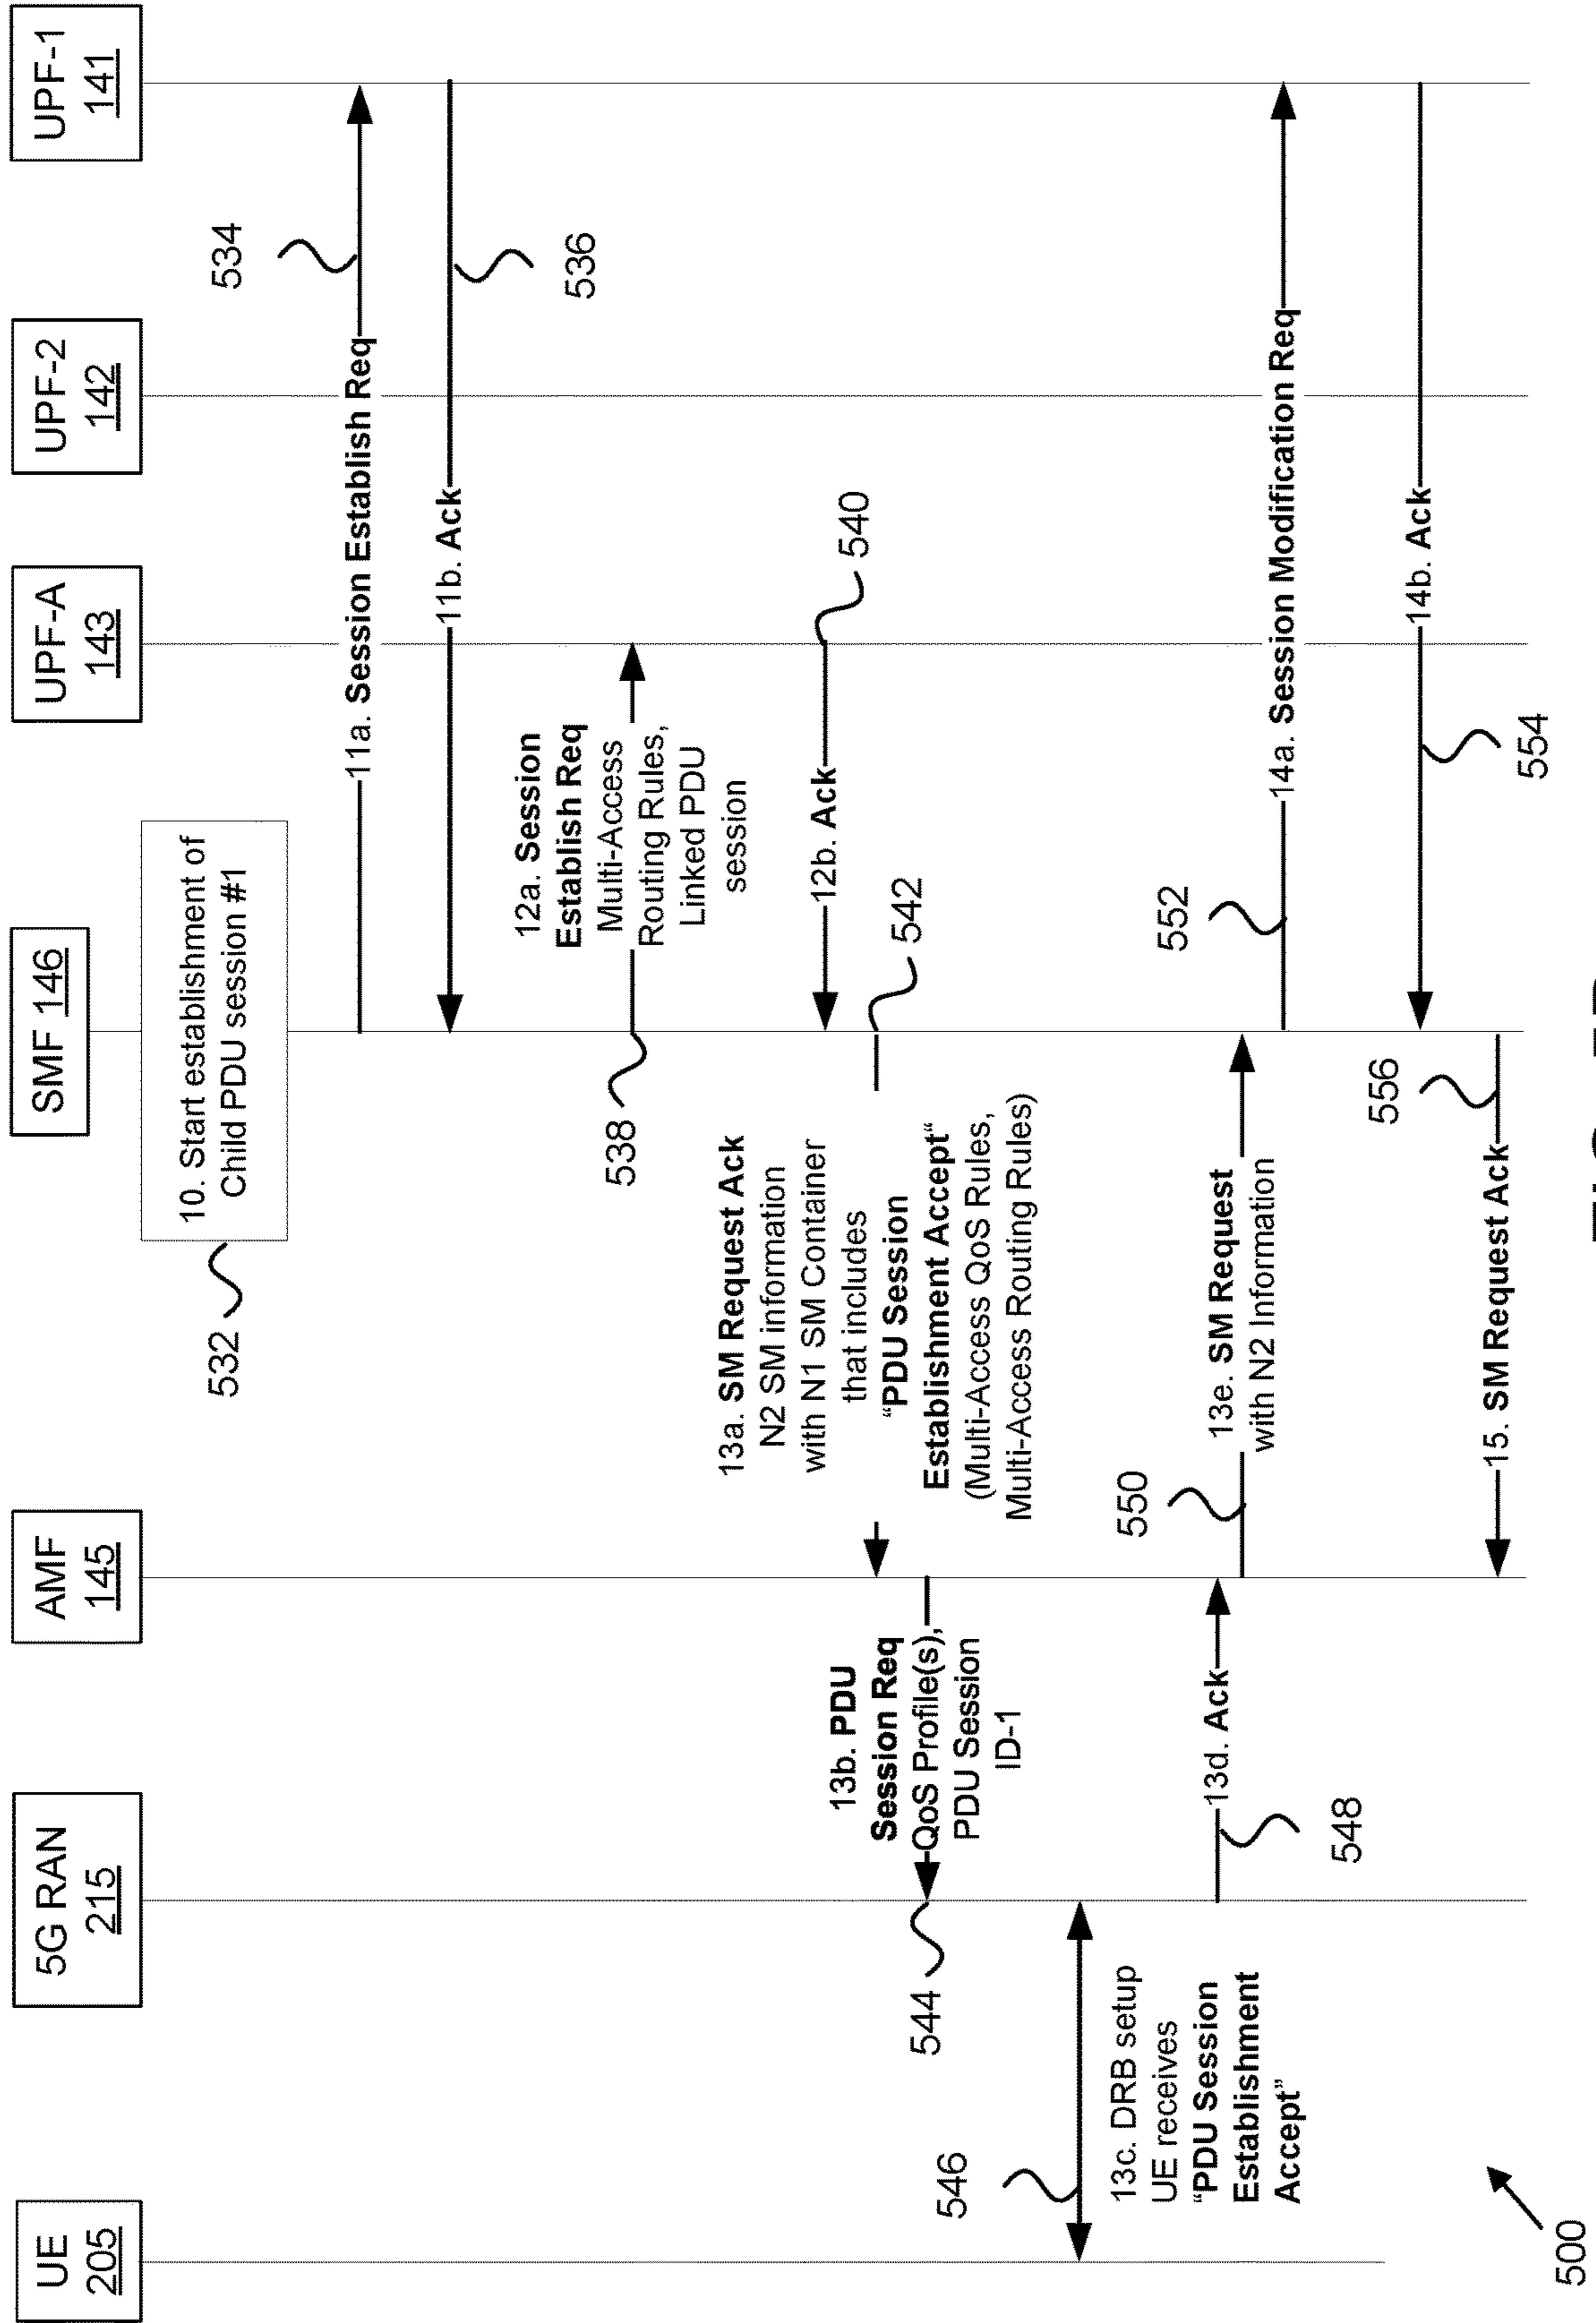 UE
205
5G RAN
215
AMF
145
SMF 146
UPF-A
143
UPF-2
142
UPF-1
141
532
10. Start establishment of
Child PDU session #1
11a. Session Establish Req
534
11b. Ack
536
12a. Session
Establish Req
Multi-Access
Routing Rules,
Linked PDU
session
538
12b. Ack
540
13a. SM Request Ack
N2 SM information
with N1 SM Container
that includes
“PDU Session
Establishment Accept“
(Multi-Access QoS Rules,
Multi-Access Routing Rules)
542
13b. PDU
Session Req
QoS Profile(s),
PDU Session
ID-1
544
546
13c. DRB setup
UE receives
“PDU Session
Establishment
Accept”
13d. Ack
548
550
13e. SM Request
with N2 Information
552
14a. Session Modification Req
14b. Ack
554
556
15. SM Request Ack
500